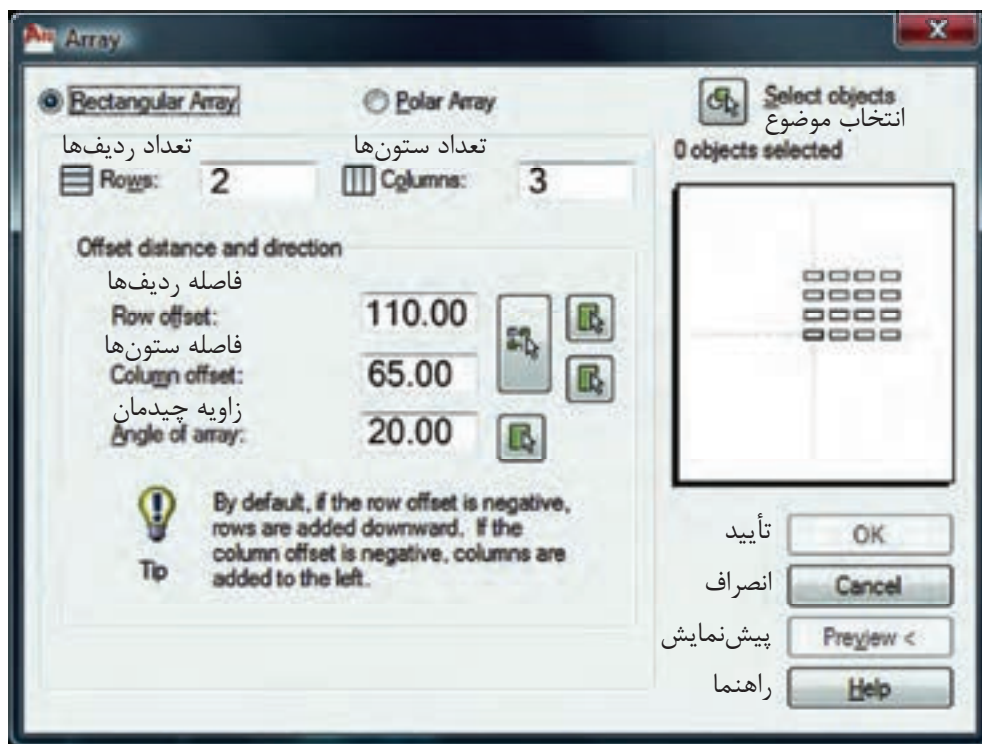 Array
Rectangular Array
Polar Array
Select objects
انتخاب موضوع
0 objects selected
تعداد ردیف‌ها
تعداد ستون‌ها
Rows: 2
Columns: 3
Offset distance and direction
فاصله ردیف‌ها
Row offset: 110.00
فاصله ستون‌ها
Column offset: 65.00
زاویه چیدمان
Angle of array: 20.00
Tip
By default, if the row offset is negative,
rows are added downward. If the
column offset is negative, columns are
added to the left.
تأیید OK
انصراف Cancel
پیش‌نمایش Preview <
راهنما Help